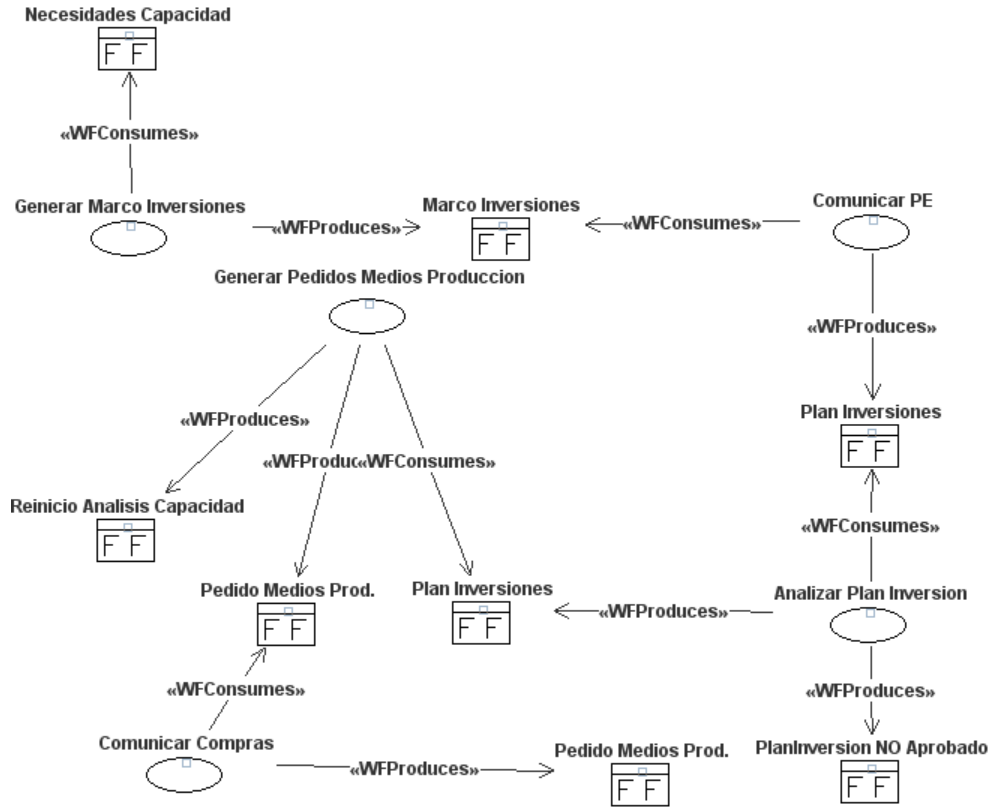 Necesidades Capacidad
F F
«WFConsumes»
Generar Marco Inversiones
«WFProduces»
Marco Inversiones
F F
«WFConsumes»
Comunicar PE
Generar Pedidos Medios Produccion
«WFProduces»
«WFProduces»
Plan Inversiones
F F
«WFProduc
«WFConsumes»
Reinicio Analisis Capacidad
F F
«WFConsumes»
Pedido Medios Prod.
F F
Plan Inversiones
F F
«WFProduces»
Analizar Plan Inversion
«WFConsumes»
«WFProduces»
Comunicar Compras
«WFProduces»
Pedido Medios Prod.
F F
PlanInversion NO Aprobado
F F